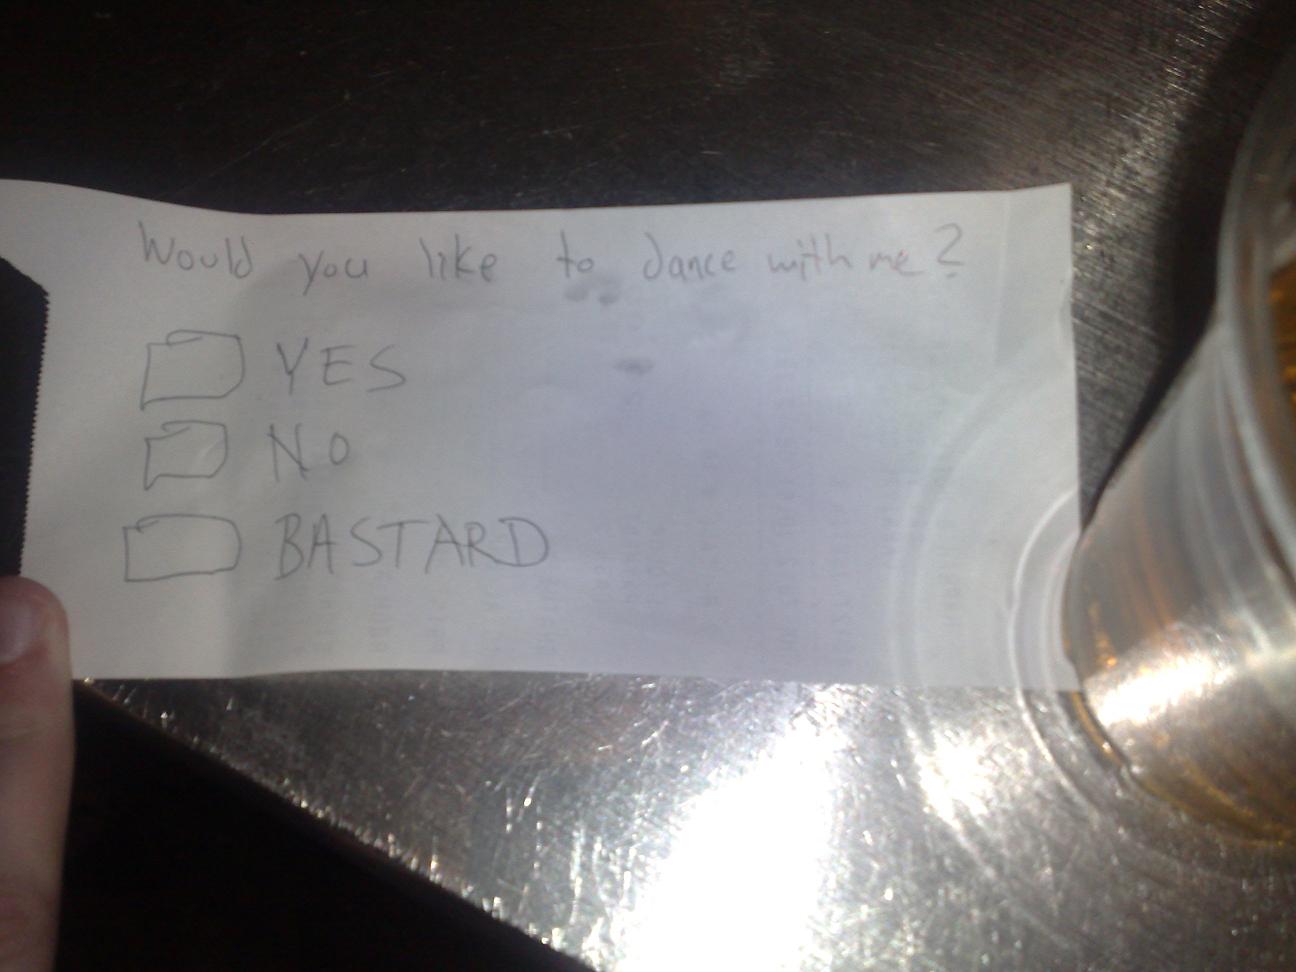 Would you like to dance with me?
YES
NO
BASTARD